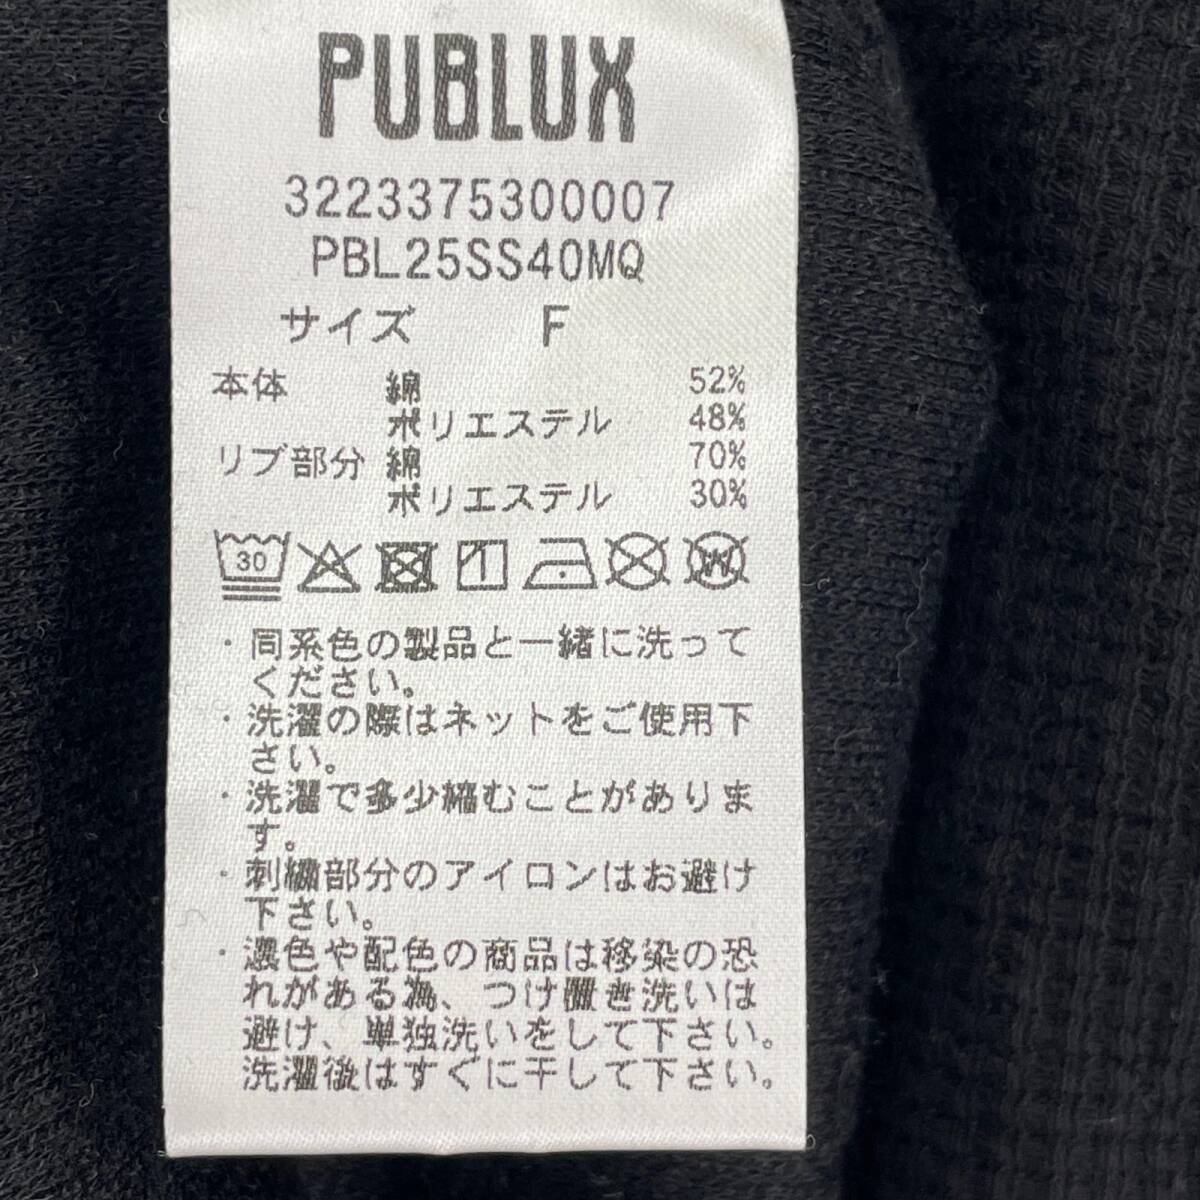 PUBLUX
3223375300007
PBL25SS40MQ
サイズ F
本体 綿 52%
ポリエステル 48%
リブ部分 綿 70%
ポリエステル 30%
30 W
・同系色の製品と一緒に洗って
ください。
・洗濯の際はネットをご使用下
さい。
・洗濯で多少縮むことがありま
す。
・刺繍部分のアイロンはお避け
下さい。
・濃色や配色の商品は移染の恐
れがある為、つけ置き洗いは
避け、単独洗いをして下さい。
洗濯後はすぐに干して下さい。